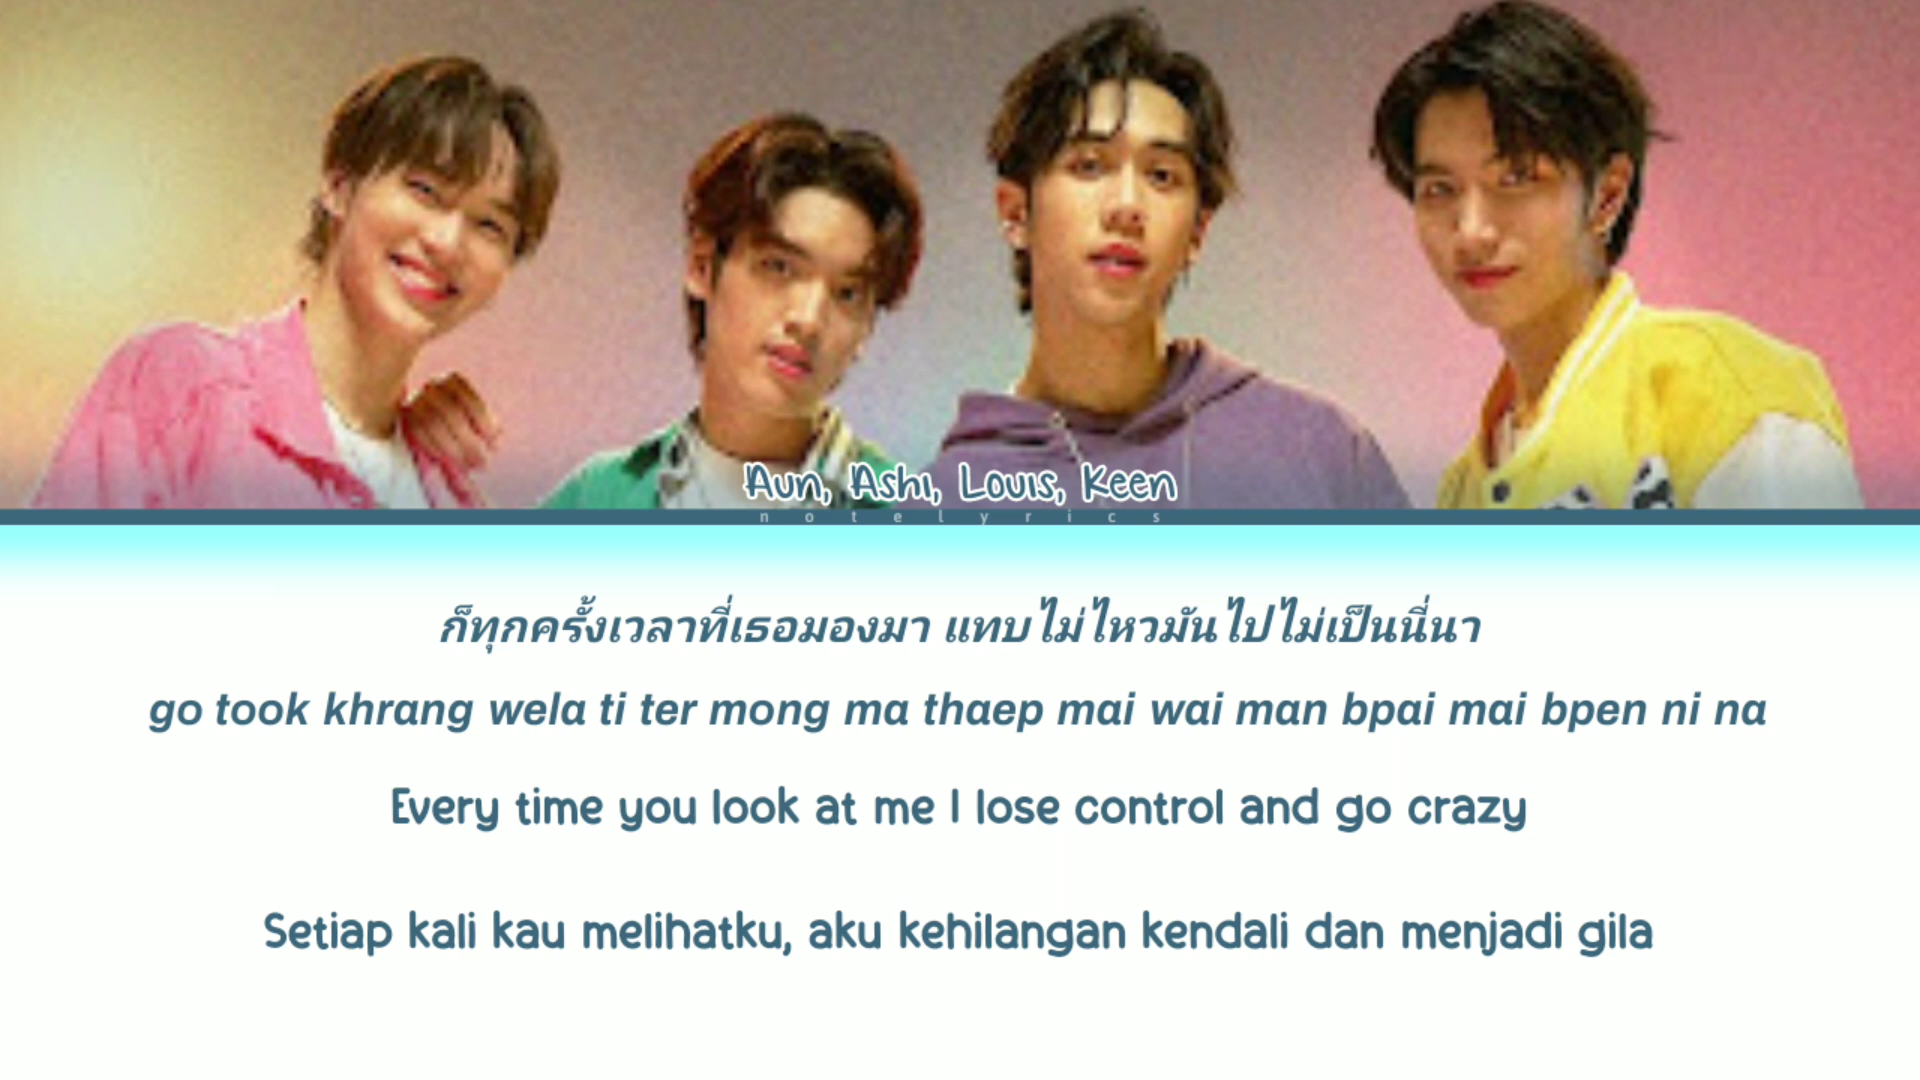 Aun, Ashi, Louis, Keen
notelyrics
ก็ทุกครั้งเวลาที่เธอมองมา แทบไม่ไหวมันไปไม่เป็นนี่นา
go took khrang wela ti ter mong ma thaep mai wai man bpai mai bpen ni na
Every time you look at me I lose control and go crazy
Setiap kali kau melihatku, aku kehilangan kendali dan menjadi gila